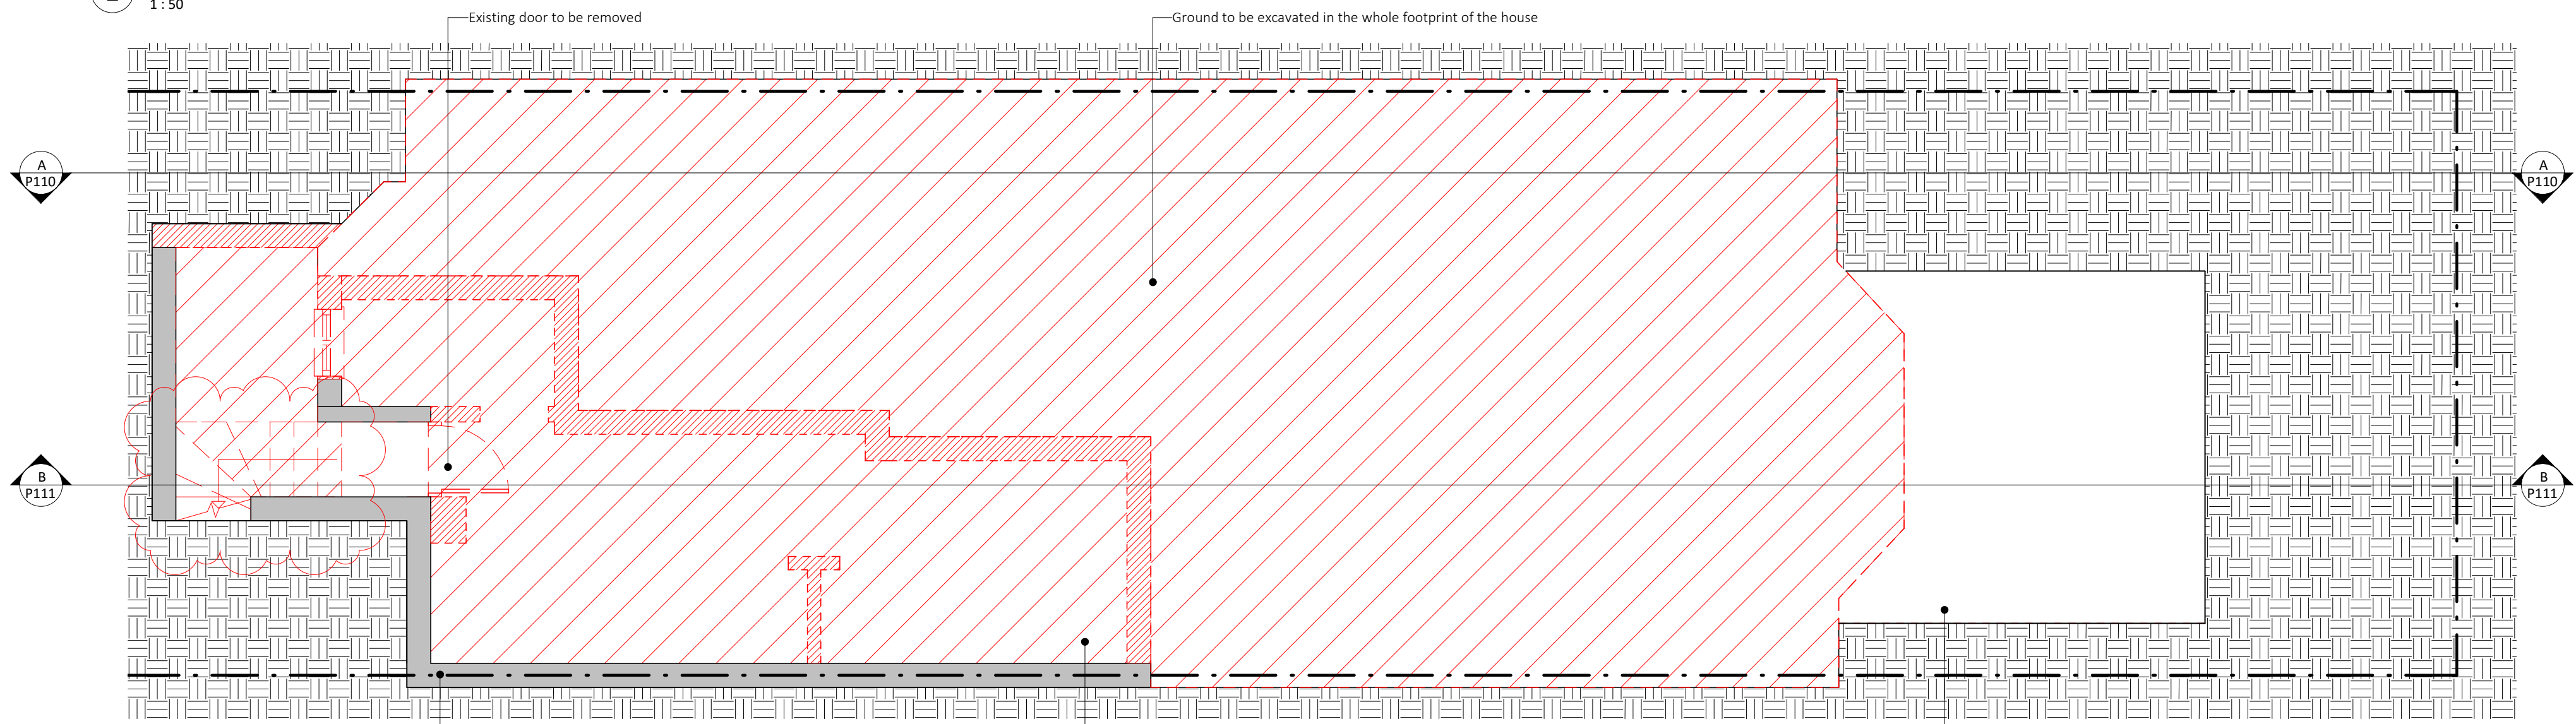 1 : 50
Existing door to be removed
Ground to be excavated in the whole footprint of the house
A
P110
A
P110
B
P111
B
P111